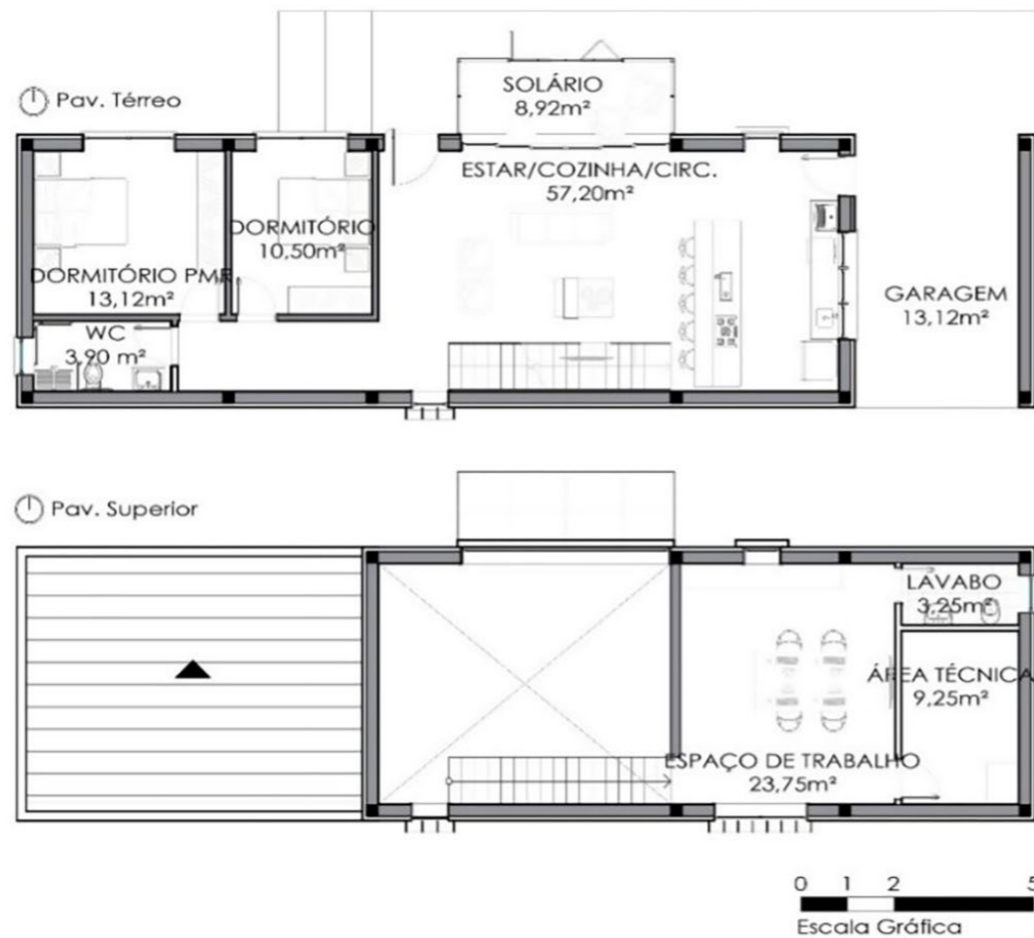 Pav. Térreo
SOLÁRIO
8,92m²
ESTAR/COZINHA/CIRC.
57,20m²
DORMITÓRIO
10,50m²
DORMITÓRIO PMR
13,12m²
GARAGEM
13,12m²
WC
3,90 m²
Pav. Superior
LAVABO
3,25m²
ÁREA TÉCNICA
9,25m²
ESPAÇO DE TRABALHO
23,75m²
0 1 2 5
Escala Gráfica